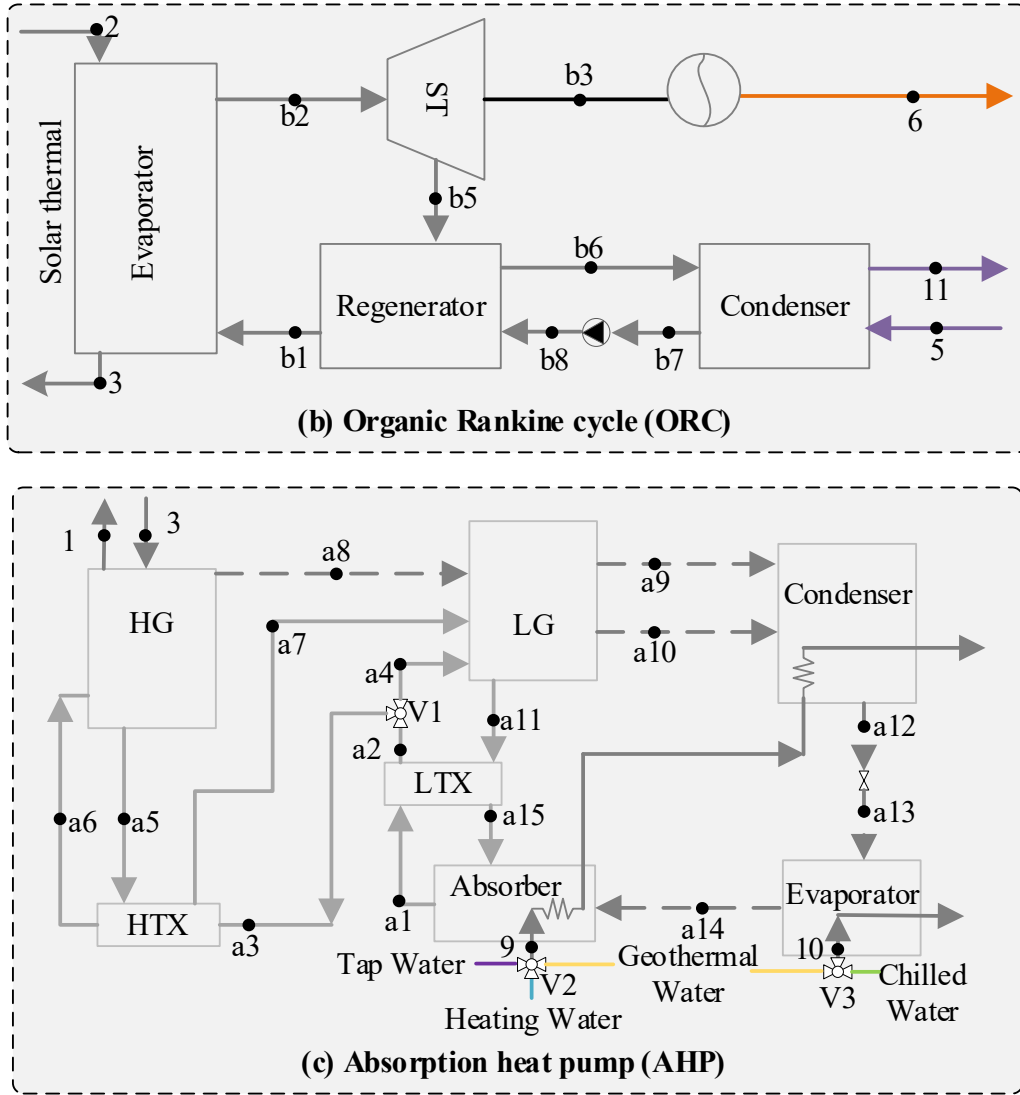 2
b2
ST
b3
6
Solar thermal
Evaporator
b5
b6
Regenerator
Condenser
11
b1
b8
b7
5
3
(b) Organic Rankine cycle (ORC)
1
3
a8
a9
Condenser
HG
LG
a7
a10
a4
V1
a11
a12
a2
LTX
a6
a5
a15
a13
Absorber
Evaporator
HTX
a3
a1
a14
9
10
Tap Water
V2
Geothermal
Water
V3
Chilled
Water
Heating Water
(c) Absorption heat pump (AHP)